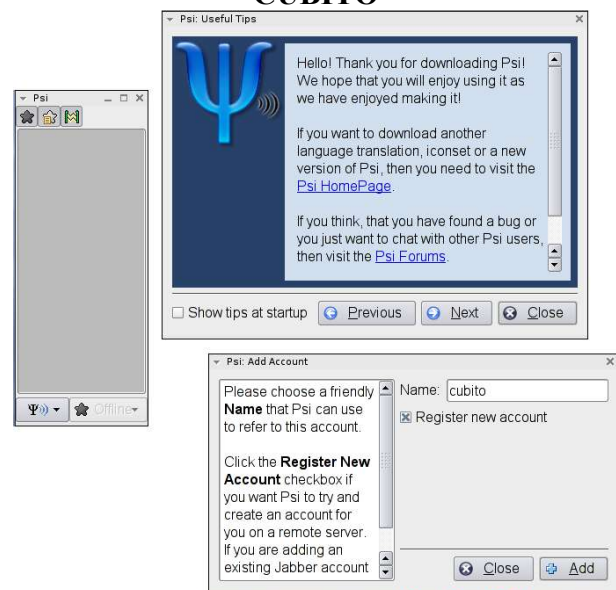 CUBITO
Psi: Useful Tips
Hello! Thank you for downloading Psi!
We hope that you will enjoy using it as
we have enjoyed making it!
If you want to download another
language translation, iconset or a new
version of Psi, then you need to visit the
Psi HomePage.
If you think, that you have found a bug or
you just want to chat with other Psi users,
then visit the Psi Forums.
Show tips at startup
Previous
Next
Close
Psi
Ψ
Offline
Psi: Add Account
Please choose a friendly
Name that Psi can use
to refer to this account.
Click the Register New
Account checkbox if
you want Psi to try and
create an account for
you on a remote server.
If you are adding an
existing Jabber account
Name: cubito
Register new account
Close
Add